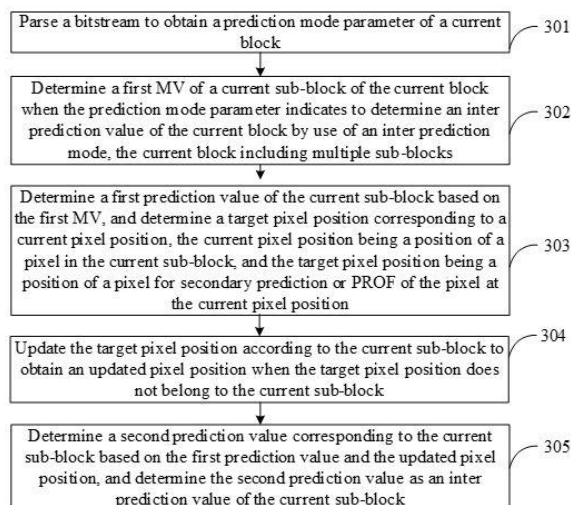 Parse a bitstream to obtain a prediction mode parameter of a current
block
301
Determine a first MV of a current sub-block of the current block
when the prediction mode parameter indicates to determine an inter
prediction value of the current block by use of an inter prediction
mode, the current block including multiple sub-blocks
302
Determine a first prediction value of the current sub-block based on
the first MV, and determine a target pixel position corresponding to a
current pixel position, the current pixel position being a position of a
pixel in the current sub-block, and the target pixel position being a
position of a pixel for secondary prediction or PROF of the pixel at
the current pixel position
303
Update the target pixel position according to the current sub-block to
obtain an updated pixel position when the target pixel position does
not belong to the current sub-block
304
Determine a second prediction value corresponding to the current
sub-block based on the first prediction value and the updated pixel
position, and determine the second prediction value as an inter
prediction value of the current sub-block
305